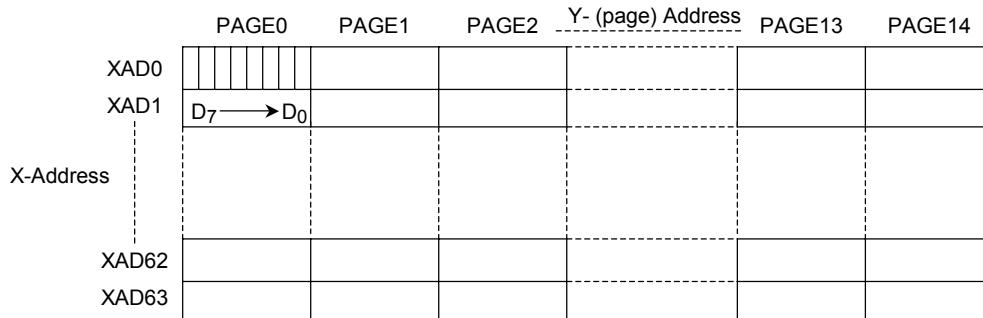 PAGE0 PAGE1 PAGE2 Y- (page) Address PAGE13 PAGE14
XAD0
XAD1 D7 D0
X-Address
XAD62
XAD63